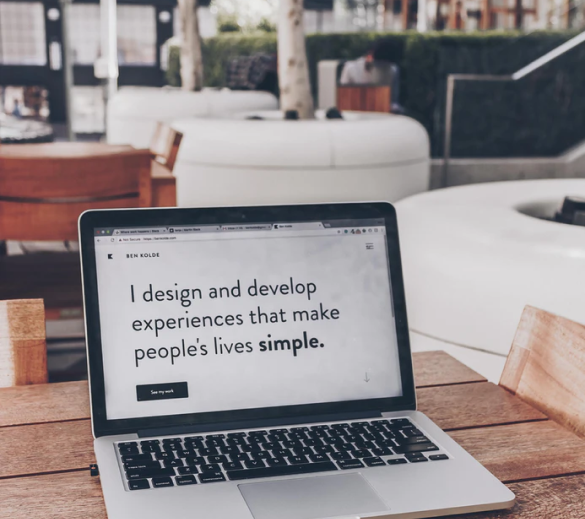 BEN KOLDE
I design and develop
experiences that make
people's lives simple.
See my work